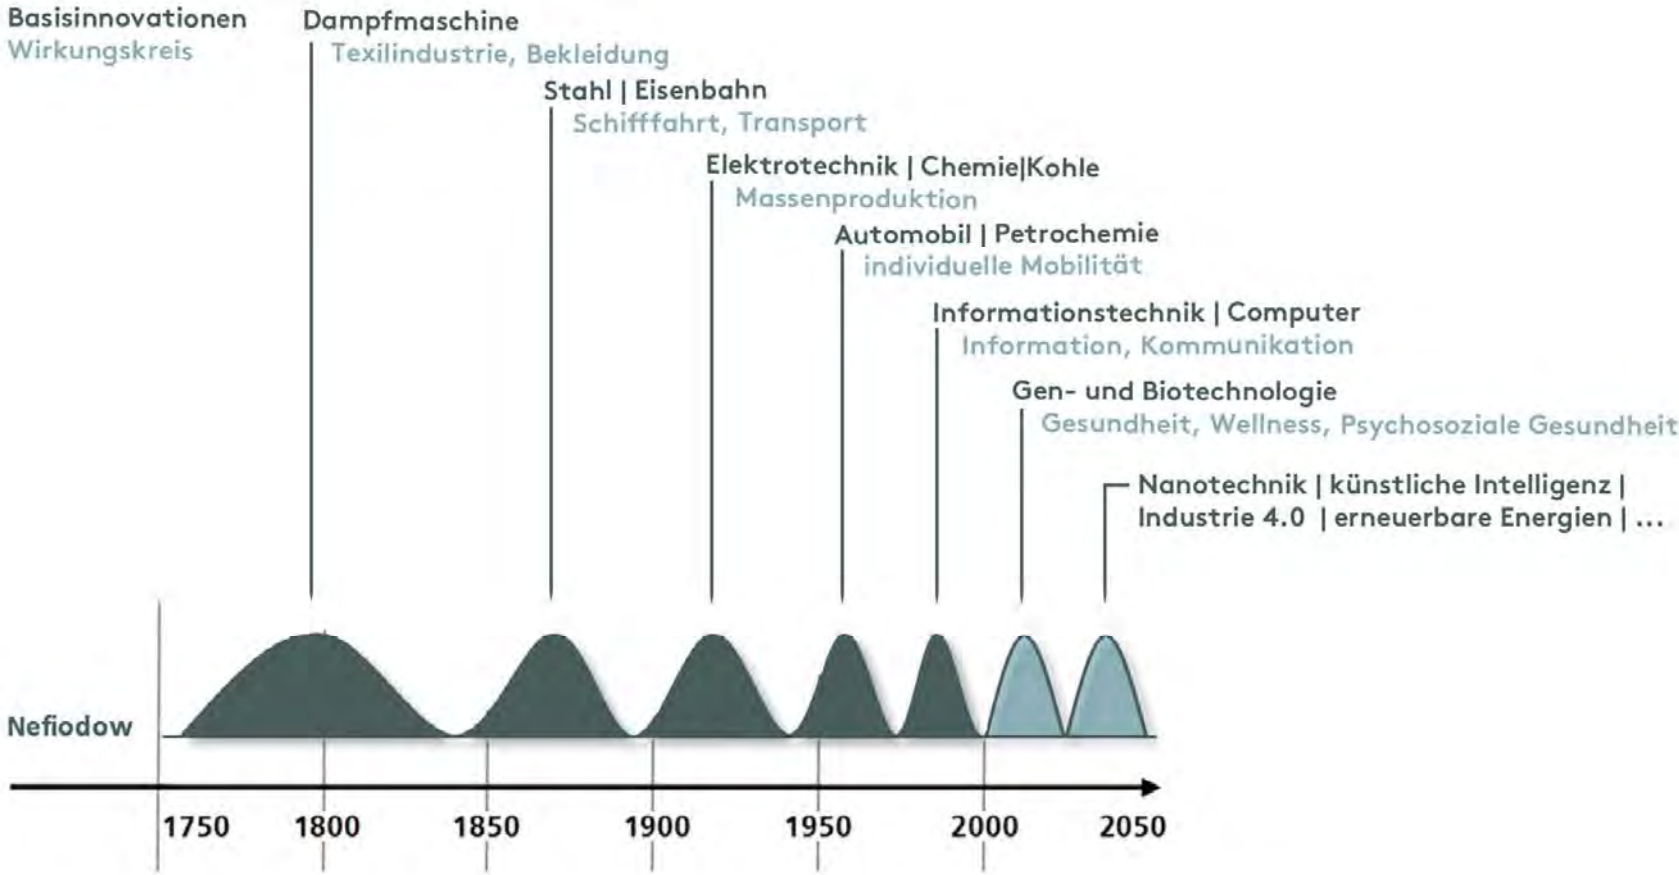 Basisinnovationen
Wirkungskreis
Dampfmaschine
Texilindustrie, Bekleidung
Stahl | Eisenbahn
Schifffahrt, Transport
Elektrotechnik | Chemie|Kohle
Massenproduktion
Automobil | Petrochemie
individuelle Mobilität
Informationstechnik | Computer
Information, Kommunikation
Gen- und Biotechnologie
Gesundheit, Wellness, Psychosoziale Gesundheit
Nanotechnik | künstliche Intelligenz |
Industrie 4.0 | erneuerbare Energien | ...
Nefiodow
1750 1800 1850 1900 1950 2000 2050